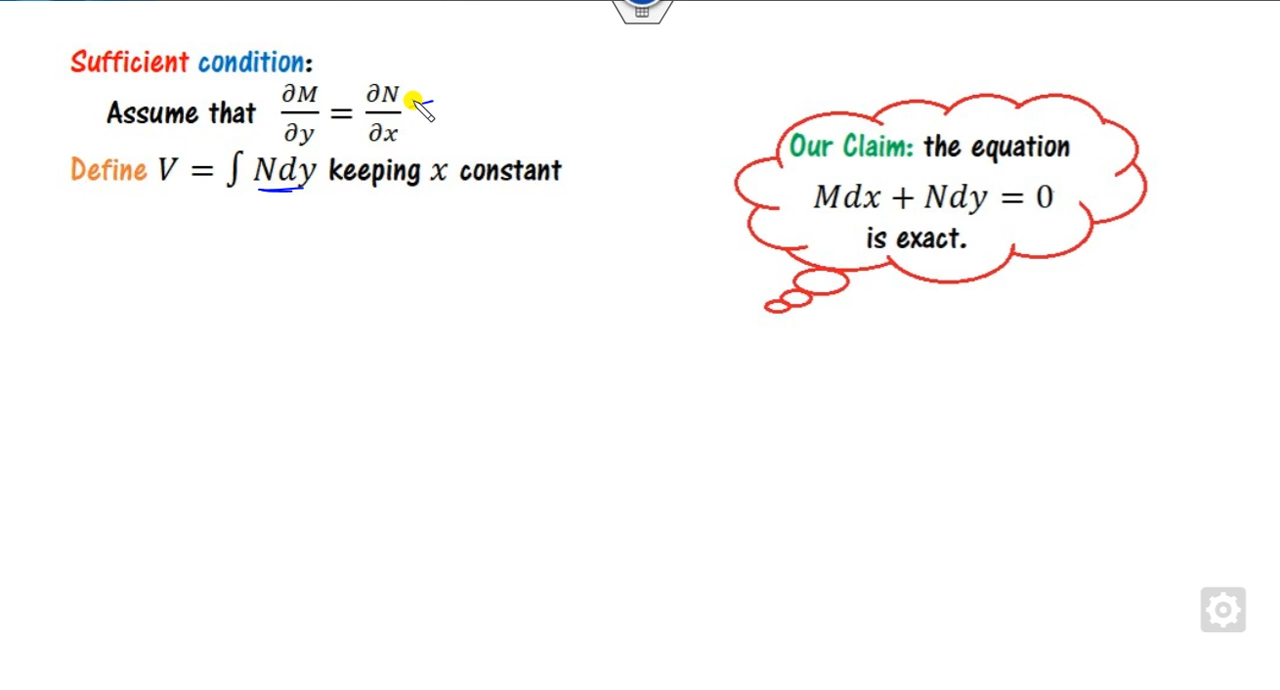 Sufficient condition:
Assume that ∂M/∂y = ∂N/∂x
Define V = ∫ Ndy keeping x constant
Our Claim: the equation
Mdx + Ndy = 0
is exact.